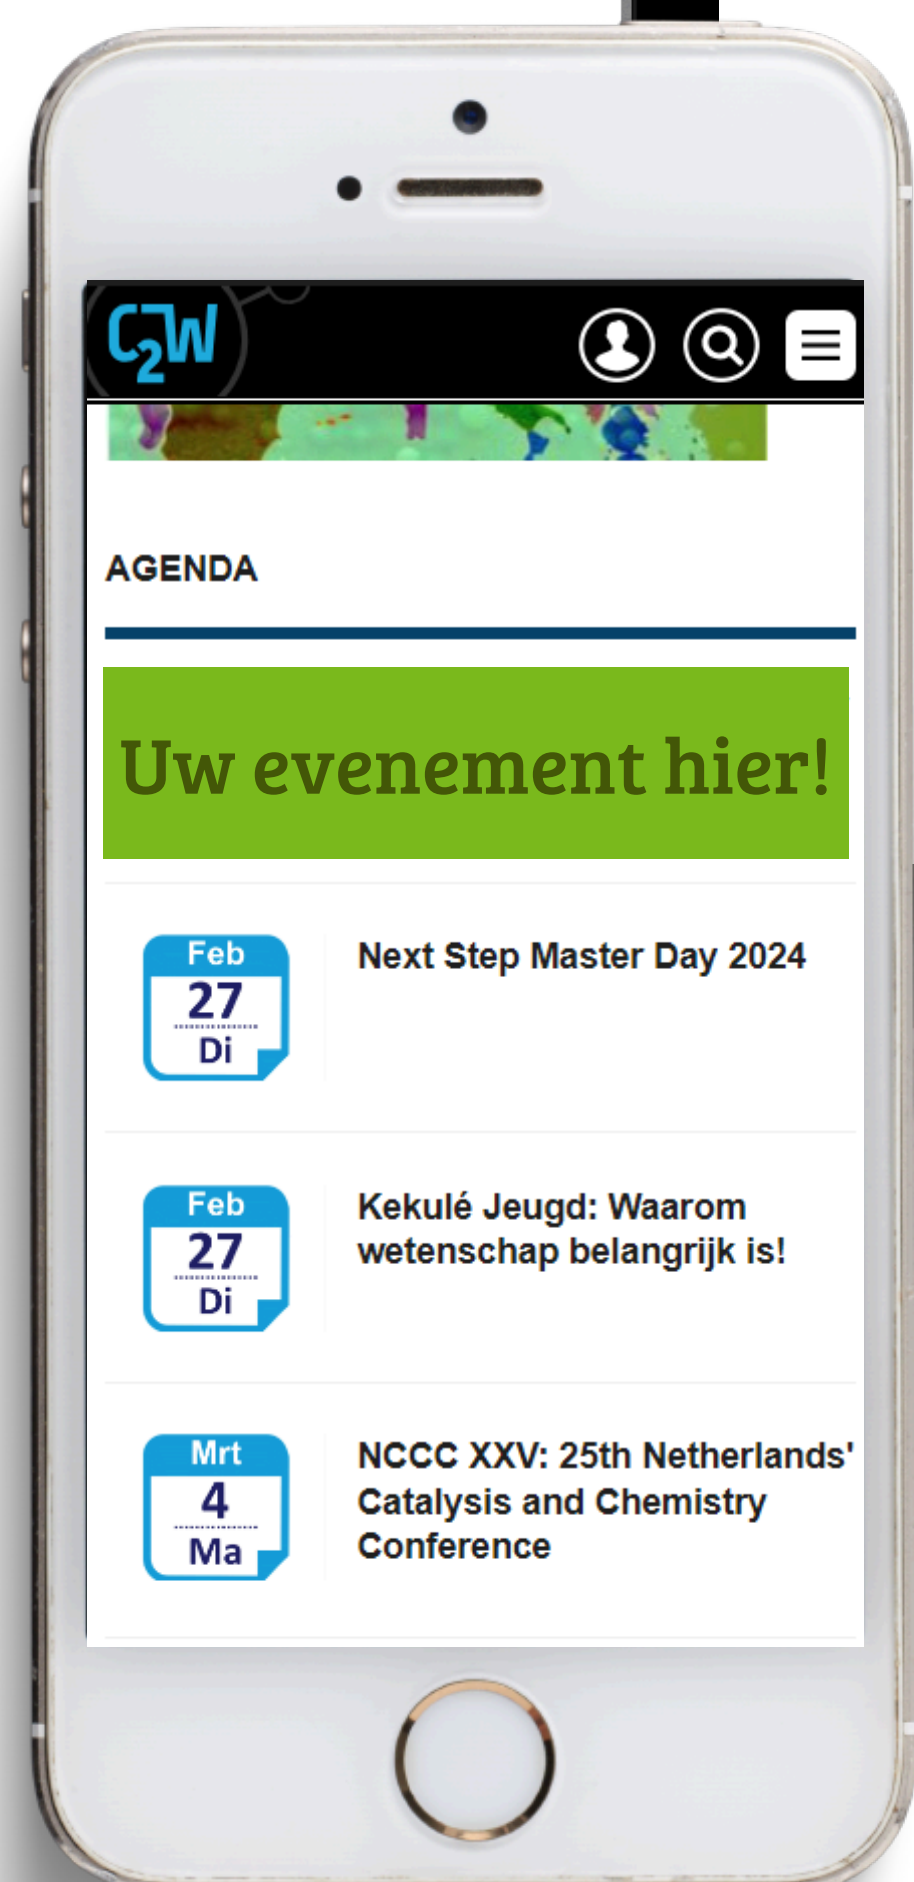 C2W
AGENDA
Uw evenement hier!
Feb
27
Di
Next Step Master Day 2024
Feb
27
Di
Kekulé Jeugd: Waarom
wetenschap belangrijk is!
Mrt
4
Ma
NCCC XXV: 25th Netherlands'
Catalysis and Chemistry
Conference